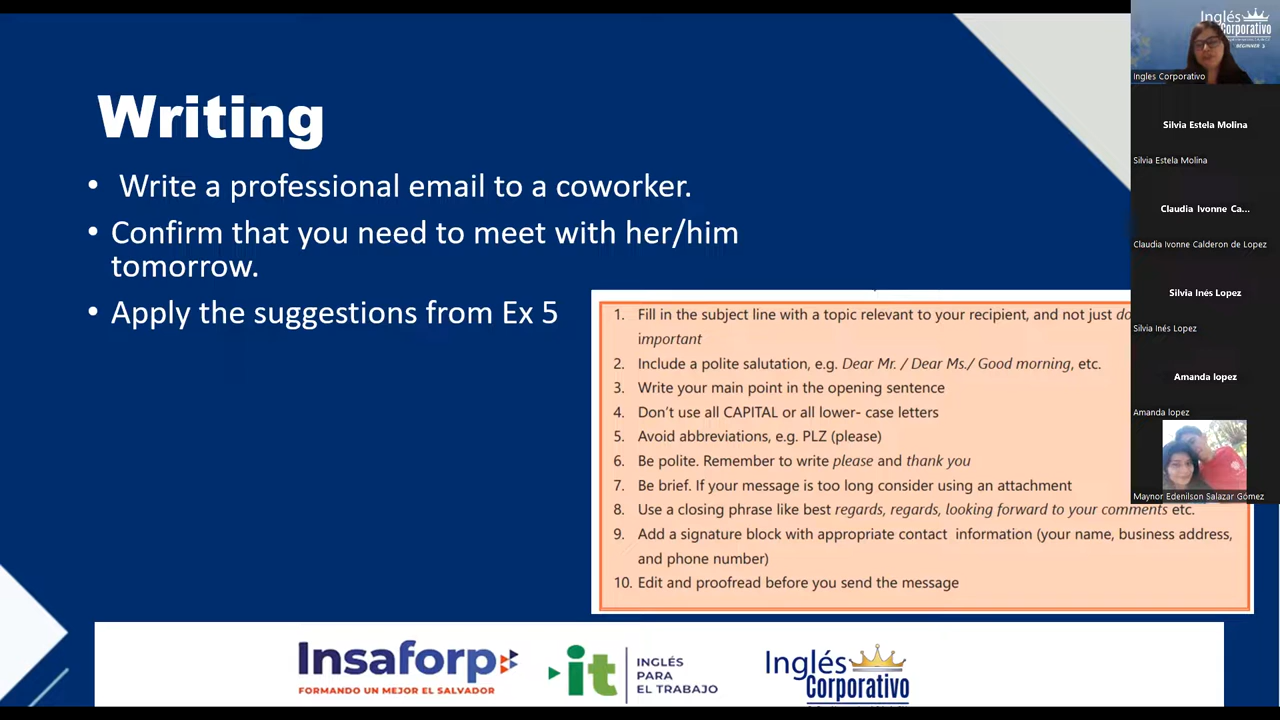 Writing
• Write a professional email to a coworker.
• Confirm that you need to meet with her/him
tomorrow.
• Apply the suggestions from Ex 5
1. Fill in the subject line with a topic relevant to your recipient, and not just do
important
2. Include a polite salutation, e.g. Dear Mr. / Dear Ms./ Good morning, etc.
3. Write your main point in the opening sentence
4. Don't use all CAPITAL or all lower- case letters
5. Avoid abbreviations, e.g. PLZ (please)
6. Be polite. Remember to write please and thank you
7. Be brief. If your message is too long consider using an attachment
8. Use a closing phrase like best regards, regards, looking forward to your comments etc.
9. Add a signature block with appropriate contact information (your name, business address,
and phone number)
10. Edit and proofread before you send the message
Insaforp
FORMANDO UN MEJOR EL SALVADOR
it
INGLÉS
PARA
EL TRABAJO
Inglés
Corporativo
Inglés
Corporativo
BEGINNER 2
Ingles Corporativo
Silvia Estela Molina
Silvia Estela Molina
Claudia Ivonne Ca...
Claudia Ivonne Calderon de Lopez
Silvia Inés Lopez
Silvia Inés Lopez
Amanda lopez
Amanda lopez
Maynor Edenilson Salazar Gómez